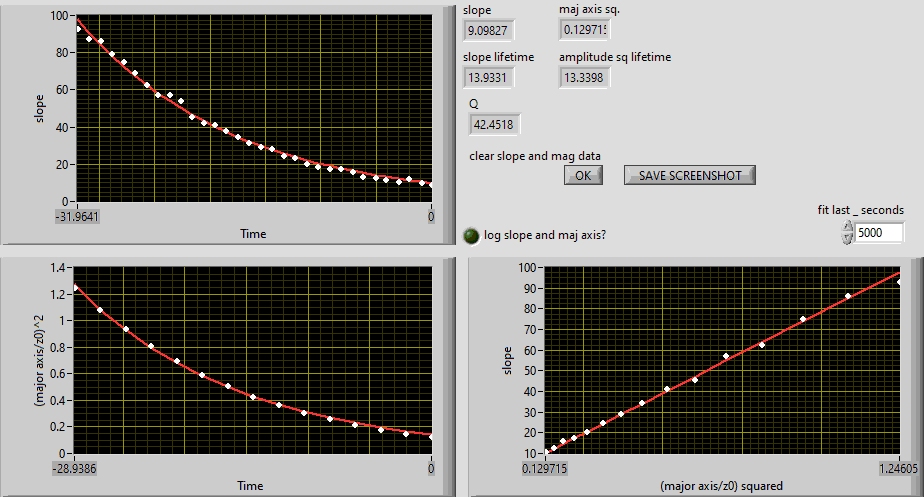 100
80
60
40
20
0
slope
-31.9641
0
Time
slope
9.09827
maj axis sq.
0.12971
slope lifetime
13.9331
amplitude sq lifetime
13.3398
Q
42.4518
clear slope and mag data
OK
SAVE SCREENSHOT
fit last _ seconds
5000
log slope and maj axis?
1.4
1.2
1
0.8
0.6
0.4
0.2
0
(major axis/z0)^2
-28.9386
0
Time
100
90
80
70
60
50
40
30
20
10
slope
0.129715
1.24605
(major axis/z0) squared